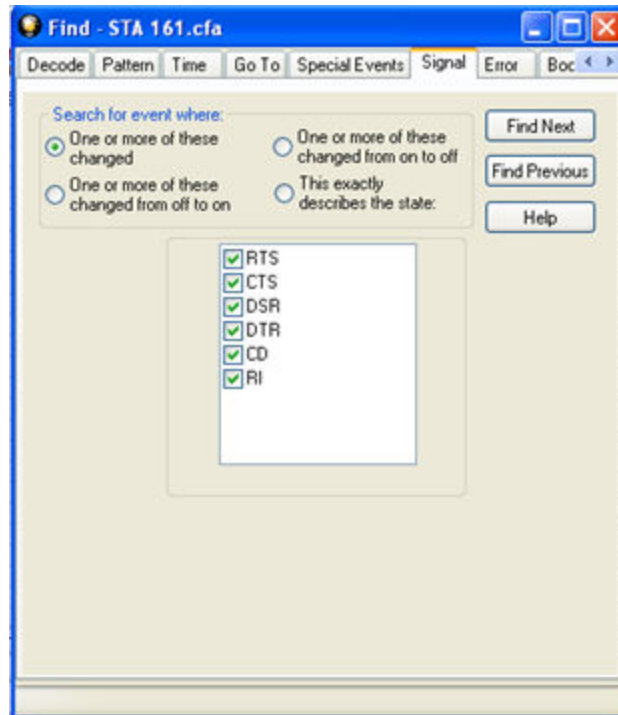 Find - STA 161.cfa
Decode Pattern Time Go To Special Events Signal Error Boo
Search for event where:
One or more of these
changed
One or more of these
changed from on to off
One or more of these
changed from off to on
This exactly
describes the state:
Find Next
Find Previous
Help
RTS
CTS
DSR
DTR
CD
RI